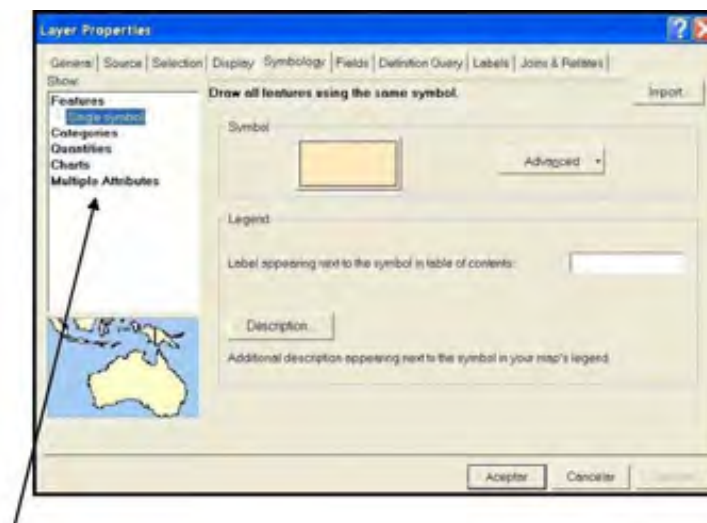 Layer Properties
General Source Selection Display Symbology Fields Definition Query Labels Joins & Relates
Show:
Features
Single symbol
Categories
Quantities
Charts
Multiple Attributes
Draw all features using the same symbol.
Import...
Symbol
Advanced
Legend
Label appearing next to the symbol in table of contents:
Description...
Additional description appearing next to the symbol in your map's legend
Aceptar
Cancelar